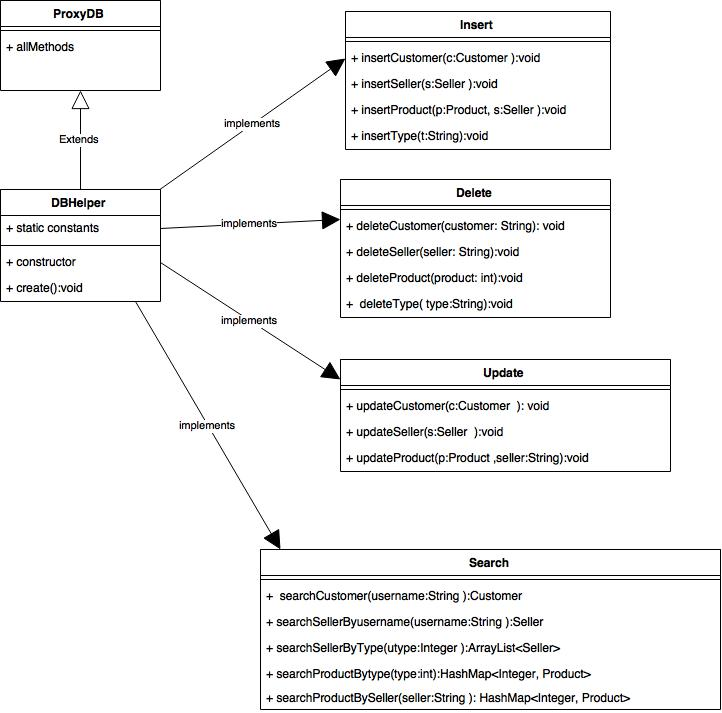 ProxyDB
+ allMethods
Extends
DBHelper
+ static constants
+ constructor
+ create():void
implements
implements
implements
implements
Insert
+ insertCustomer(c:Customer ):void
+ insertSeller(s:Seller ):void
+ insertProduct(p:Product, s:Seller ):void
+ insertType(t:String):void
Delete
+ deleteCustomer(customer: String): void
+ deleteSeller(seller: String):void
+ deleteProduct(product: int):void
+ deleteType( type:String):void
Update
+ updateCustomer(c:Customer ): void
+ updateSeller(s:Seller ):void
+ updateProduct(p:Product ,seller:String):void
Search
+ searchCustomer(username:String ):Customer
+ searchSellerByusername(username:String ):Seller
+ searchSellerByType(utype:Integer ):ArrayList<Seller>
+ searchProductBytype(type:int):HashMap<Integer, Product>
+ searchProductBySeller(seller:String ): HashMap<Integer, Product>